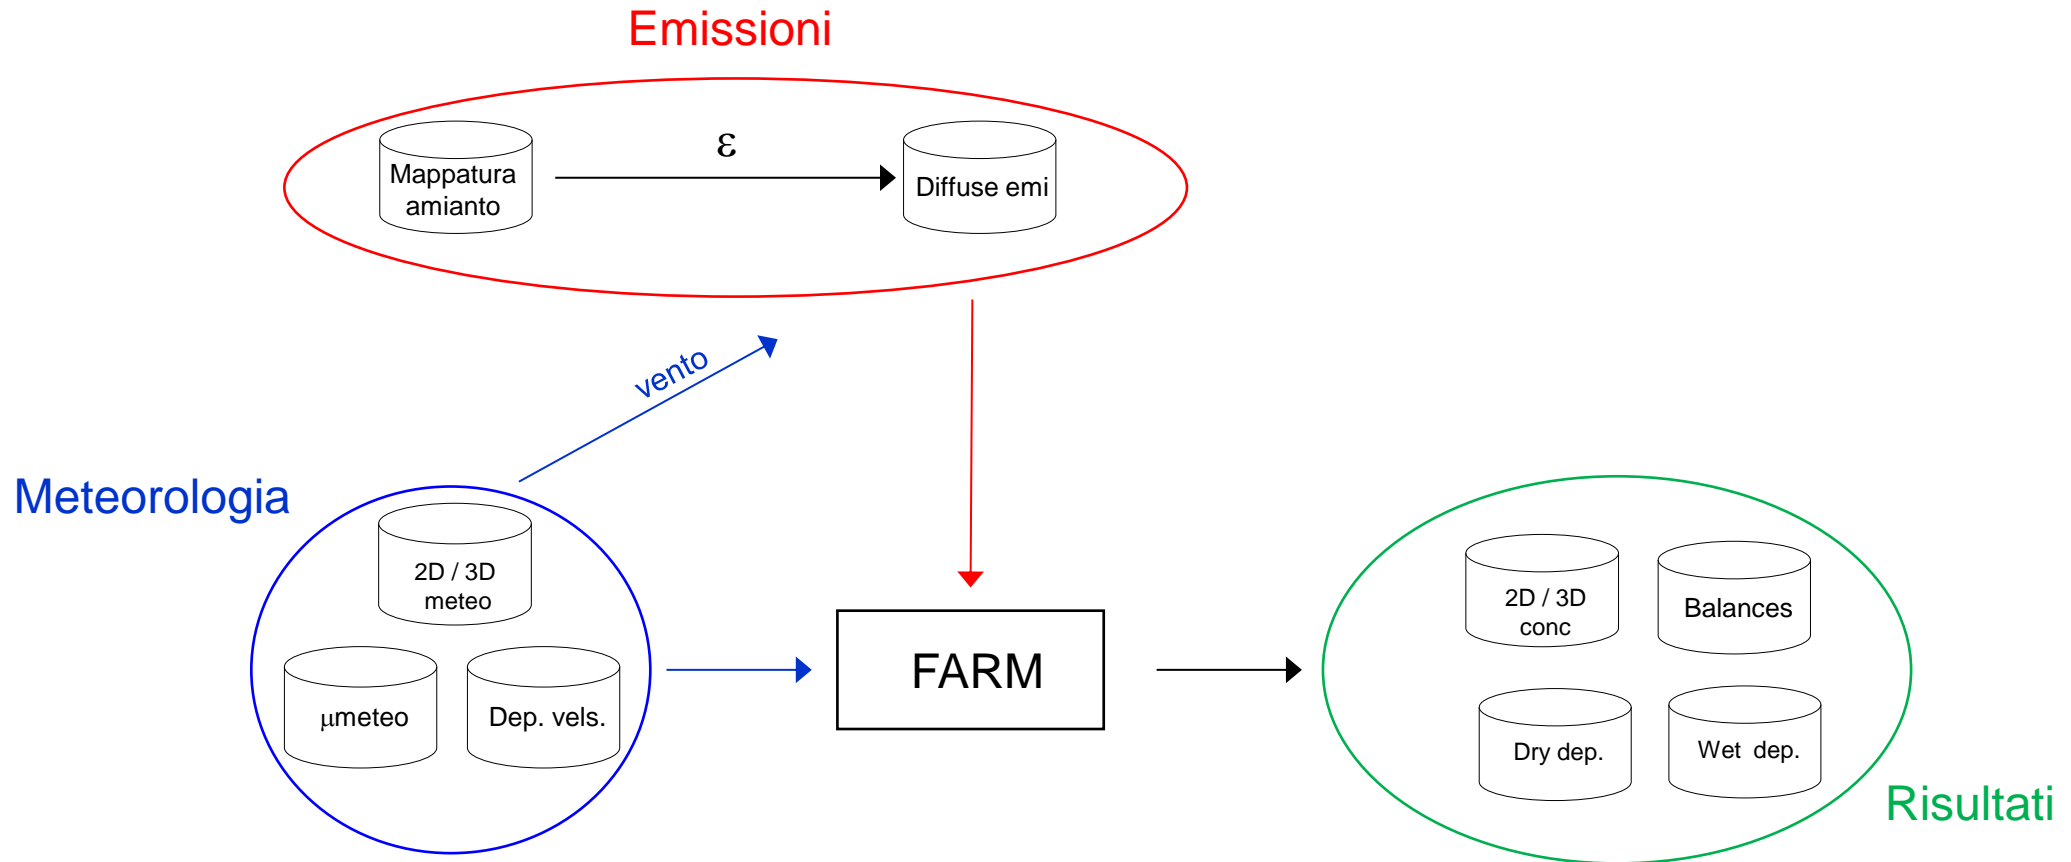 Emissioni
ε
Mappatura
amianto
Diffuse emi
vento
Meteorologia
2D / 3D
meteo
μmeteo
Dep. vels.
FARM
2D / 3D
conc
Balances
Dry dep.
Wet  dep.
Risultati